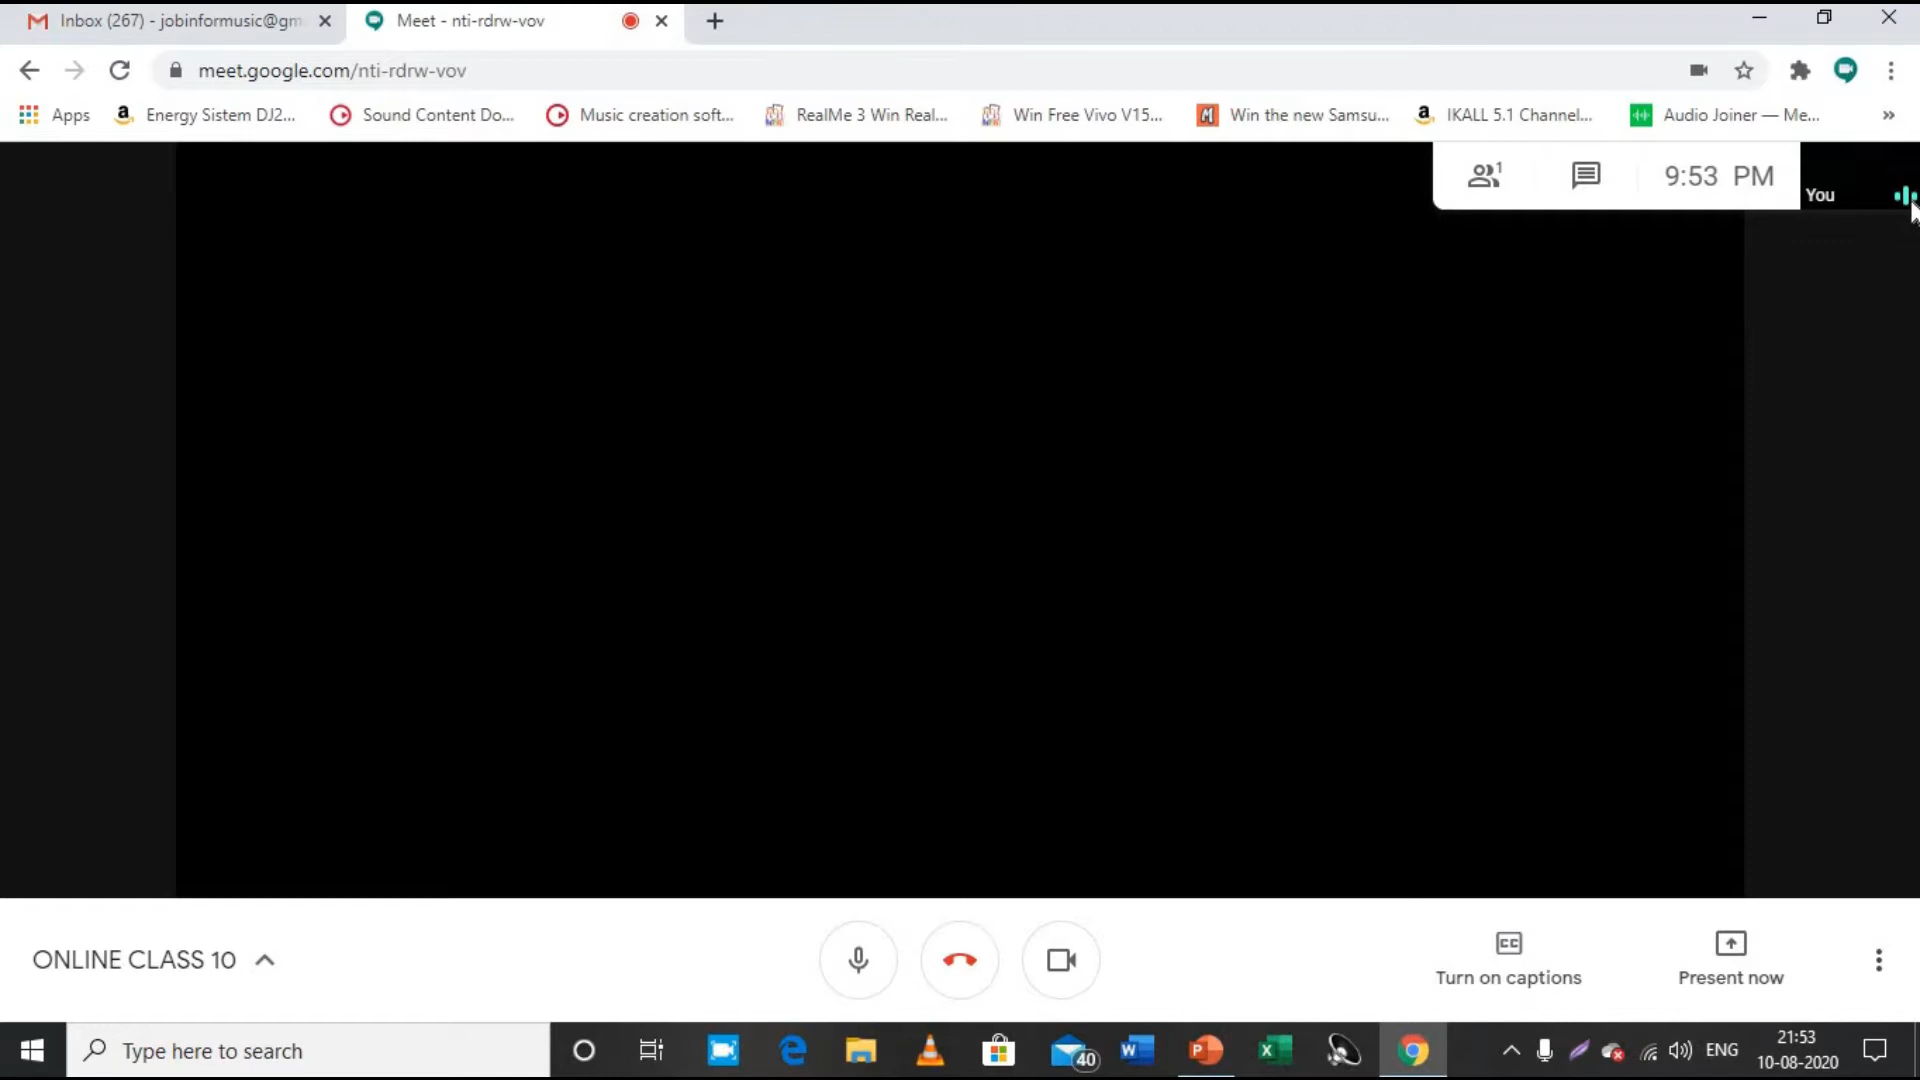 Inbox (267) - jobinformusic@gm
Meet - nti-rdrw-vov
meet.google.com/nti-rdrw-vov
Apps
Energy Sistem DJ2...
Sound Content Do...
Music creation soft...
RealMe 3 Win Real...
Win Free Vivo V15...
Win the new Samsu...
IKALL 5.1 Channel...
Audio Joiner — Me...
»
1
9:53 PM
You
ONLINE CLASS 10
CC
Turn on captions
Present now
Type here to search
40
ENG
21:53
10-08-2020